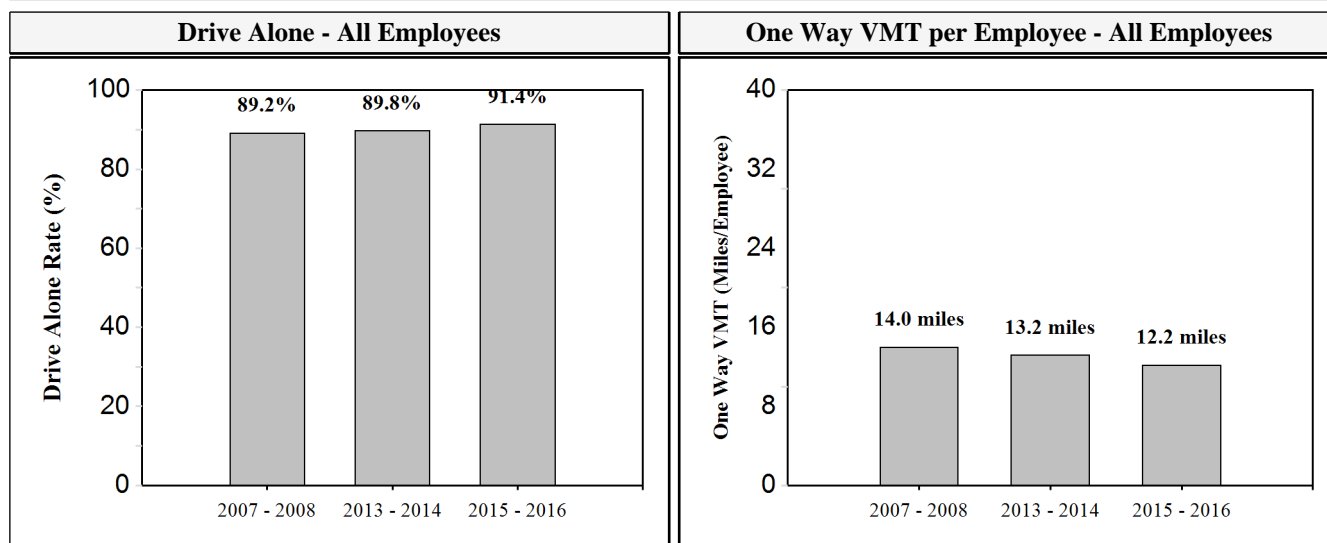 Drive Alone - All Employees
One Way VMT per Employee - All Employees
Drive Alone Rate (%)
100
80
60
40
20
0
89.2%
89.8%
91.4%
2007 - 2008
2013 - 2014
2015 - 2016
One Way VMT (Miles/Employee)
40
32
24
16
8
0
14.0 miles
13.2 miles
12.2 miles
2007 - 2008
2013 - 2014
2015 - 2016